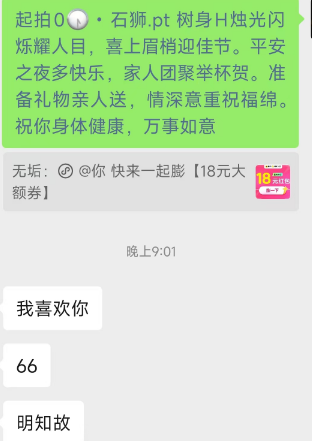 起拍0🕠·石狮.pt 树身H烛光闪
烁耀人目，喜上眉梢迎佳节。平安
之夜多快乐，家人团聚举杯贺。准
备礼物亲人送，情深意重祝福绵。
祝你身体健康，万事如意
无垢： @你 快来一起膨【18元大
额券】
18
元红包
晚上9:01
我喜欢你
66
明知故